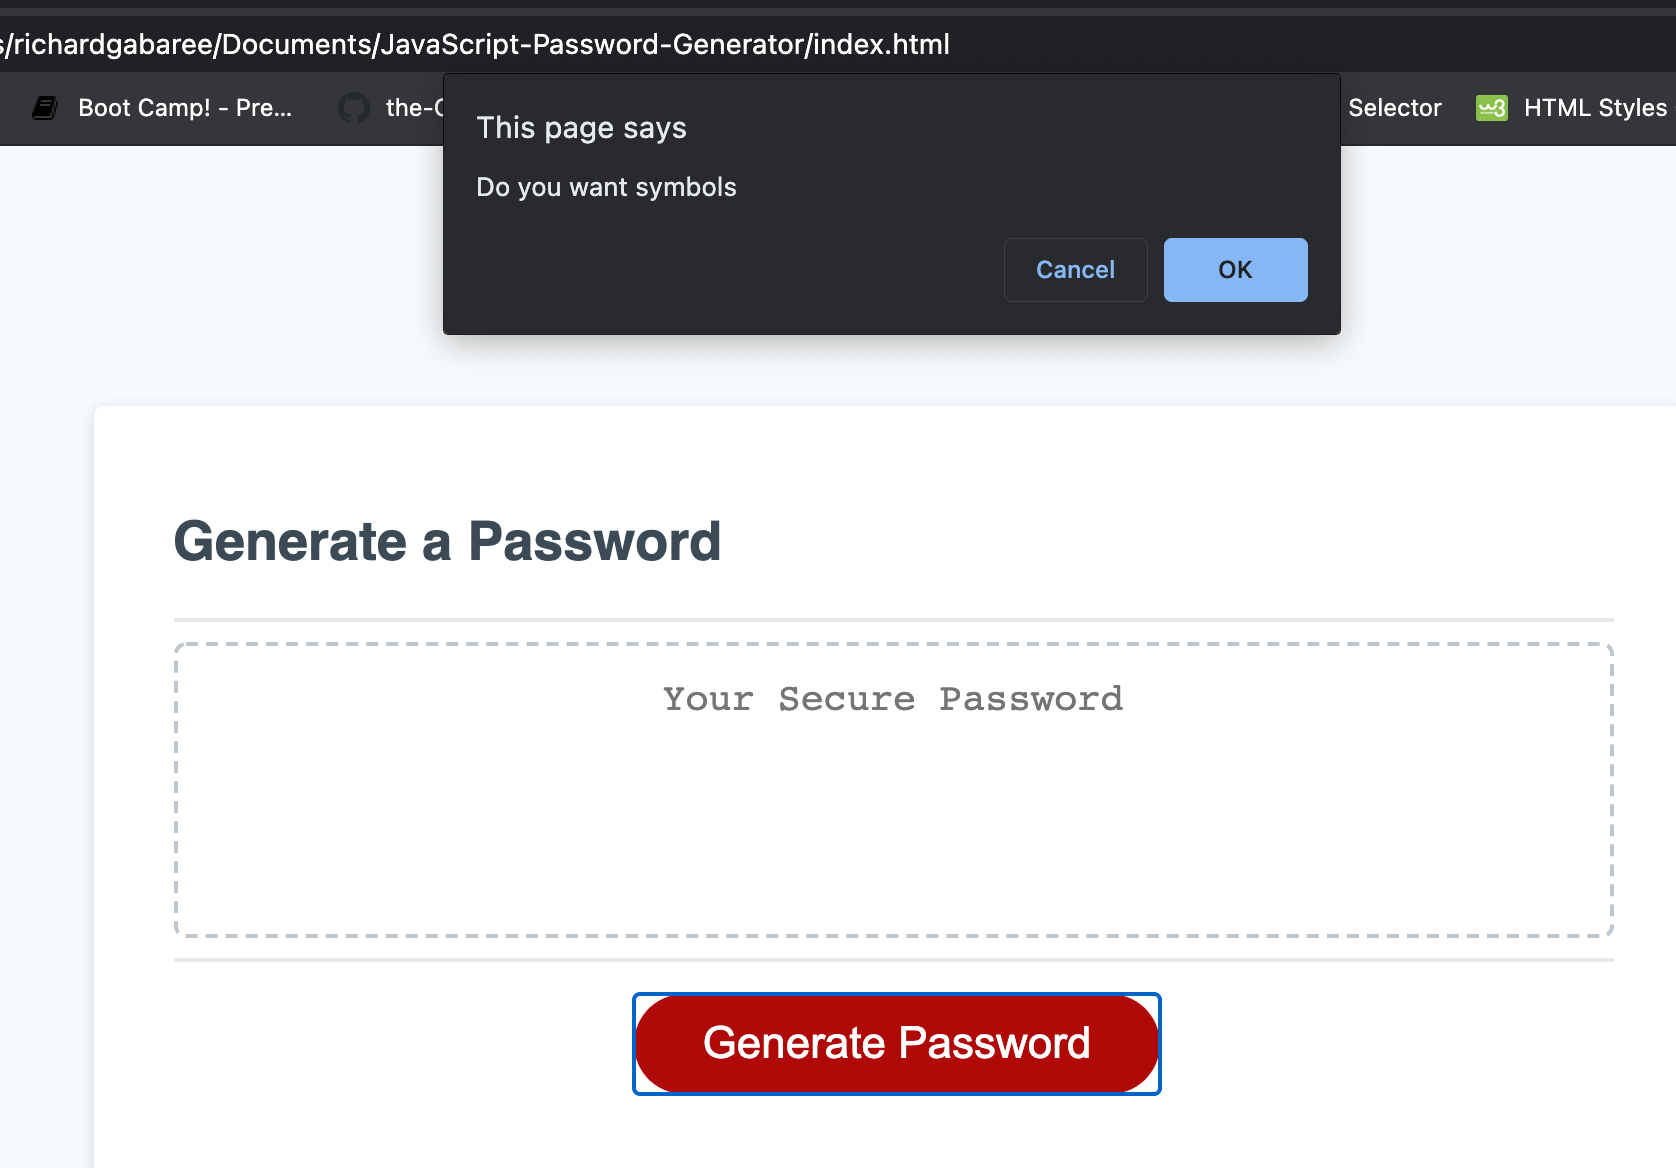 /richardgabaree/Documents/JavaScript-Password-Generator/index.html
Boot Camp! - Pre... the- Selector HTML Styles
This page says
Do you want symbols
Cancel OK
Generate a Password
Your Secure Password
Generate Password